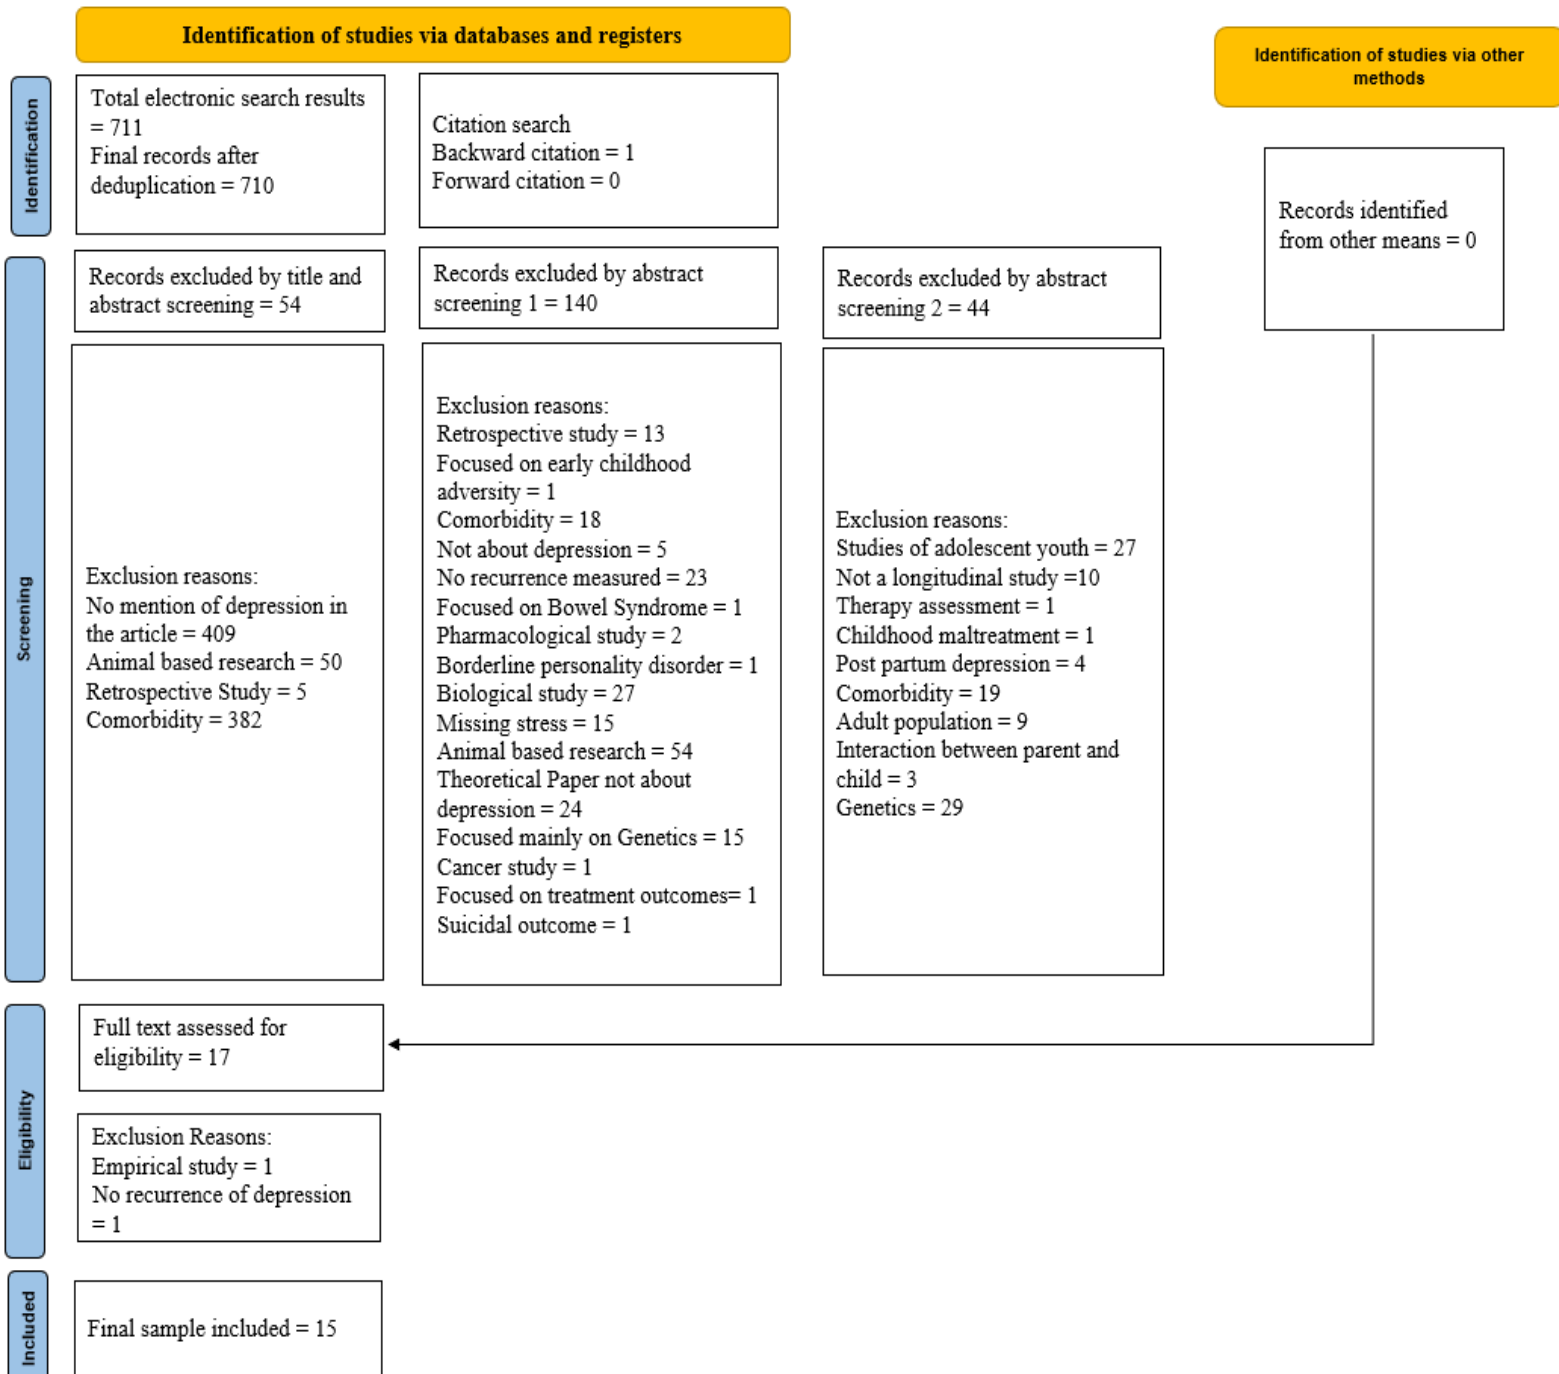 Identification of studies via databases and registers
Identification of studies via other
methods
Identification
Total electronic search results
= 711
Final records after
deduplication = 710
Citation search
Backward citation = 1
Forward citation = 0
Records identified
from other means = 0
Screening
Records excluded by title and
abstract screening = 54
Records excluded by abstract
screening 1 = 140
Records excluded by abstract
screening 2 = 44
Exclusion reasons:
No mention of depression in
the article = 409
Animal based research = 50
Retrospective Study = 5
Comorbidity = 382
Exclusion reasons:
Retrospective study = 13
Focused on early childhood
adversity = 1
Comorbidity = 18
Not about depression = 5
No recurrence measured = 23
Focused on Bowel Syndrome = 1
Pharmacological study = 2
Borderline personality disorder = 1
Biological study = 27
Missing stress = 15
Animal based research = 54
Theoretical Paper not about
depression = 24
Focused mainly on Genetics = 15
Cancer study = 1
Focused on treatment outcomes= 1
Suicidal outcome = 1
Exclusion reasons:
Studies of adolescent youth = 27
Not a longitudinal study =10
Therapy assessment = 1
Childhood maltreatment = 1
Post partum depression = 4
Comorbidity = 19
Adult population = 9
Interaction between parent and
child = 3
Genetics = 29
Eligibility
Full text assessed for
eligibility = 17
Exclusion Reasons:
Empirical study = 1
No recurrence of depression
= 1
Included
Final sample included = 15